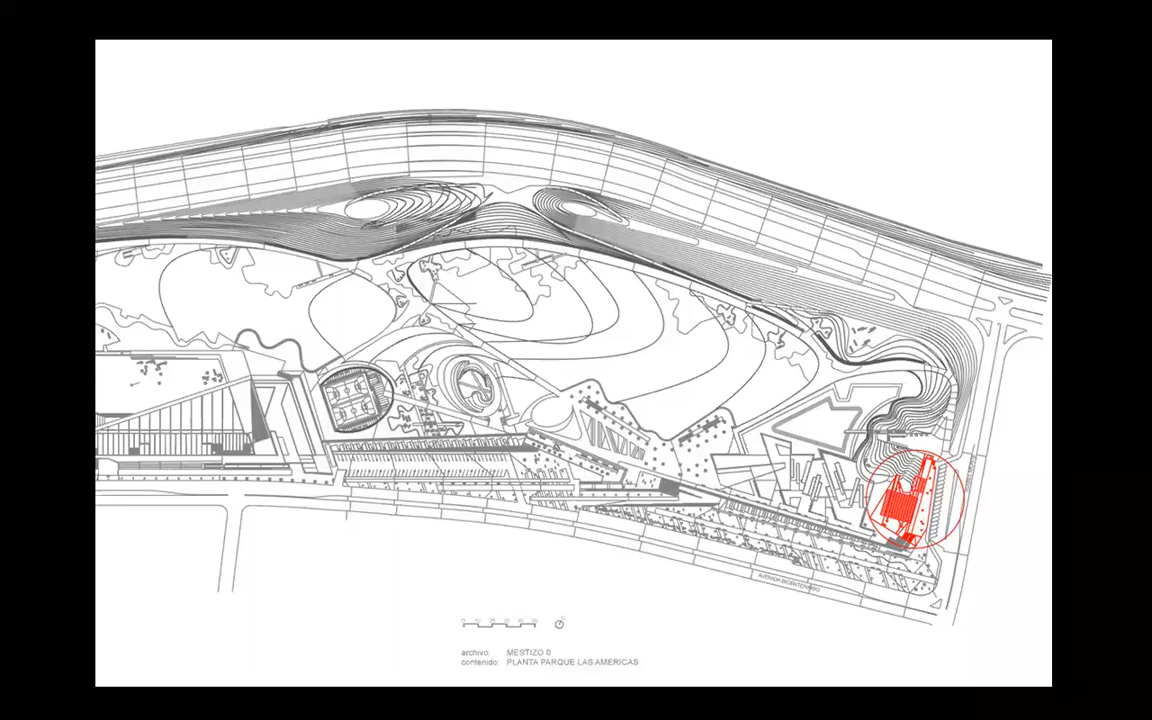 AVENIDA BICENTENARIO
archivo: MESTIZO 0
contenido: PLANTA PARQUE LAS AMERICAS